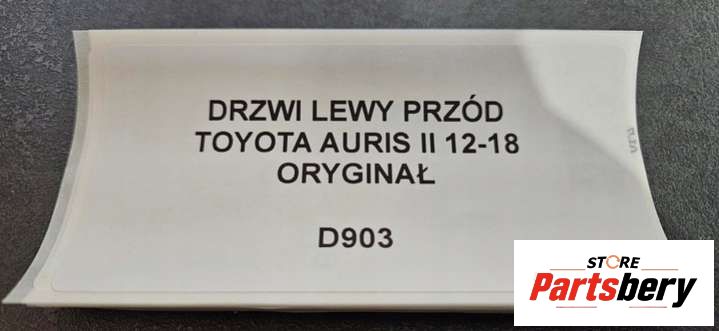 DRZWI LEWY PRZÓD
TOYOTA AURIS II 12-18
ORYGINAŁ
D903
STORE
Partsbery